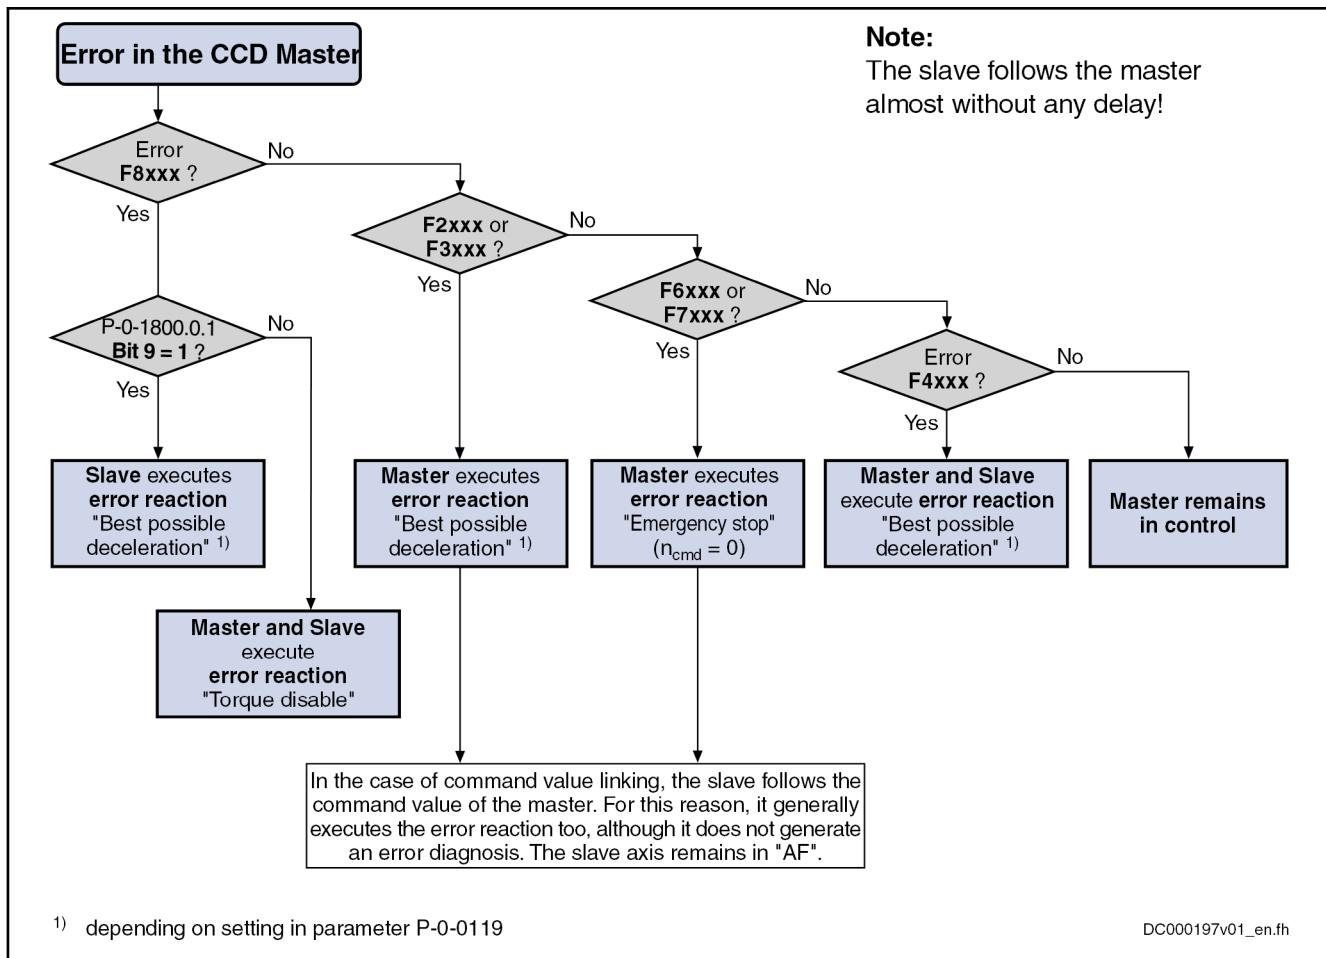 Error in the CCD Master
Note:
The slave follows the master
almost without any delay!
Error
F8xxx ?
No
Yes
F2xxx or
F3xxx ?
No
Yes
F6xxx or
F7xxx ?
No
Yes
P-0-1800.0.1
Bit 9 = 1 ?
No
Yes
Error
F4xxx ?
No
Yes
Slave executes
error reaction
"Best possible
deceleration" 1)
Master executes
error reaction
"Best possible
deceleration" 1)
Master executes
error reaction
"Emergency stop"
(ncmd = 0)
Master and Slave
execute error reaction
"Best possible
deceleration" 1)
Master remains
in control
Master and Slave
execute
error reaction
"Torque disable"
In the case of command value linking, the slave follows the
command value of the master. For this reason, it generally
executes the error reaction too, although it does not generate
an error diagnosis. The slave axis remains in "AF".
1) depending on setting in parameter P-0-0119
DC000197v01_en.fh